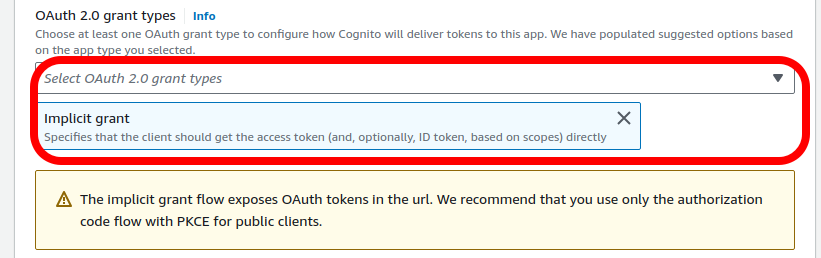 OAuth 2.0 grant types Info
Choose at least one OAuth grant type to configure how Cognito will deliver tokens to this app. We have populated suggested options based
on the app type you selected.
Select OAuth 2.0 grant types
Implicit grant
Specifies that the client should get the access token (and, optionally, ID token, based on scopes) directly
The implicit grant flow exposes OAuth tokens in the url. We recommend that you use only the authorization
code flow with PKCE for public clients.